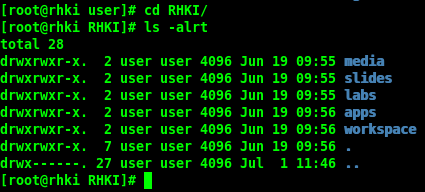 [root@rhki user]# cd RHKI/
[root@rhki RHKI]# ls -alrt
total 28
drwxrwxr-x.  2 user user 4096 Jun 19 09:55 media
drwxrwxr-x.  2 user user 4096 Jun 19 09:55 slides
drwxrwxr-x.  2 user user 4096 Jun 19 09:55 labs
drwxrwxr-x.  2 user user 4096 Jun 19 09:56 apps
drwxrwxr-x.  2 user user 4096 Jun 19 09:56 workspace
drwxrwxr-x.  7 user user 4096 Jun 19 09:56 .
drwx------. 27 user user 4096 Jul  1 11:46 ..
[root@rhki RHKI]#